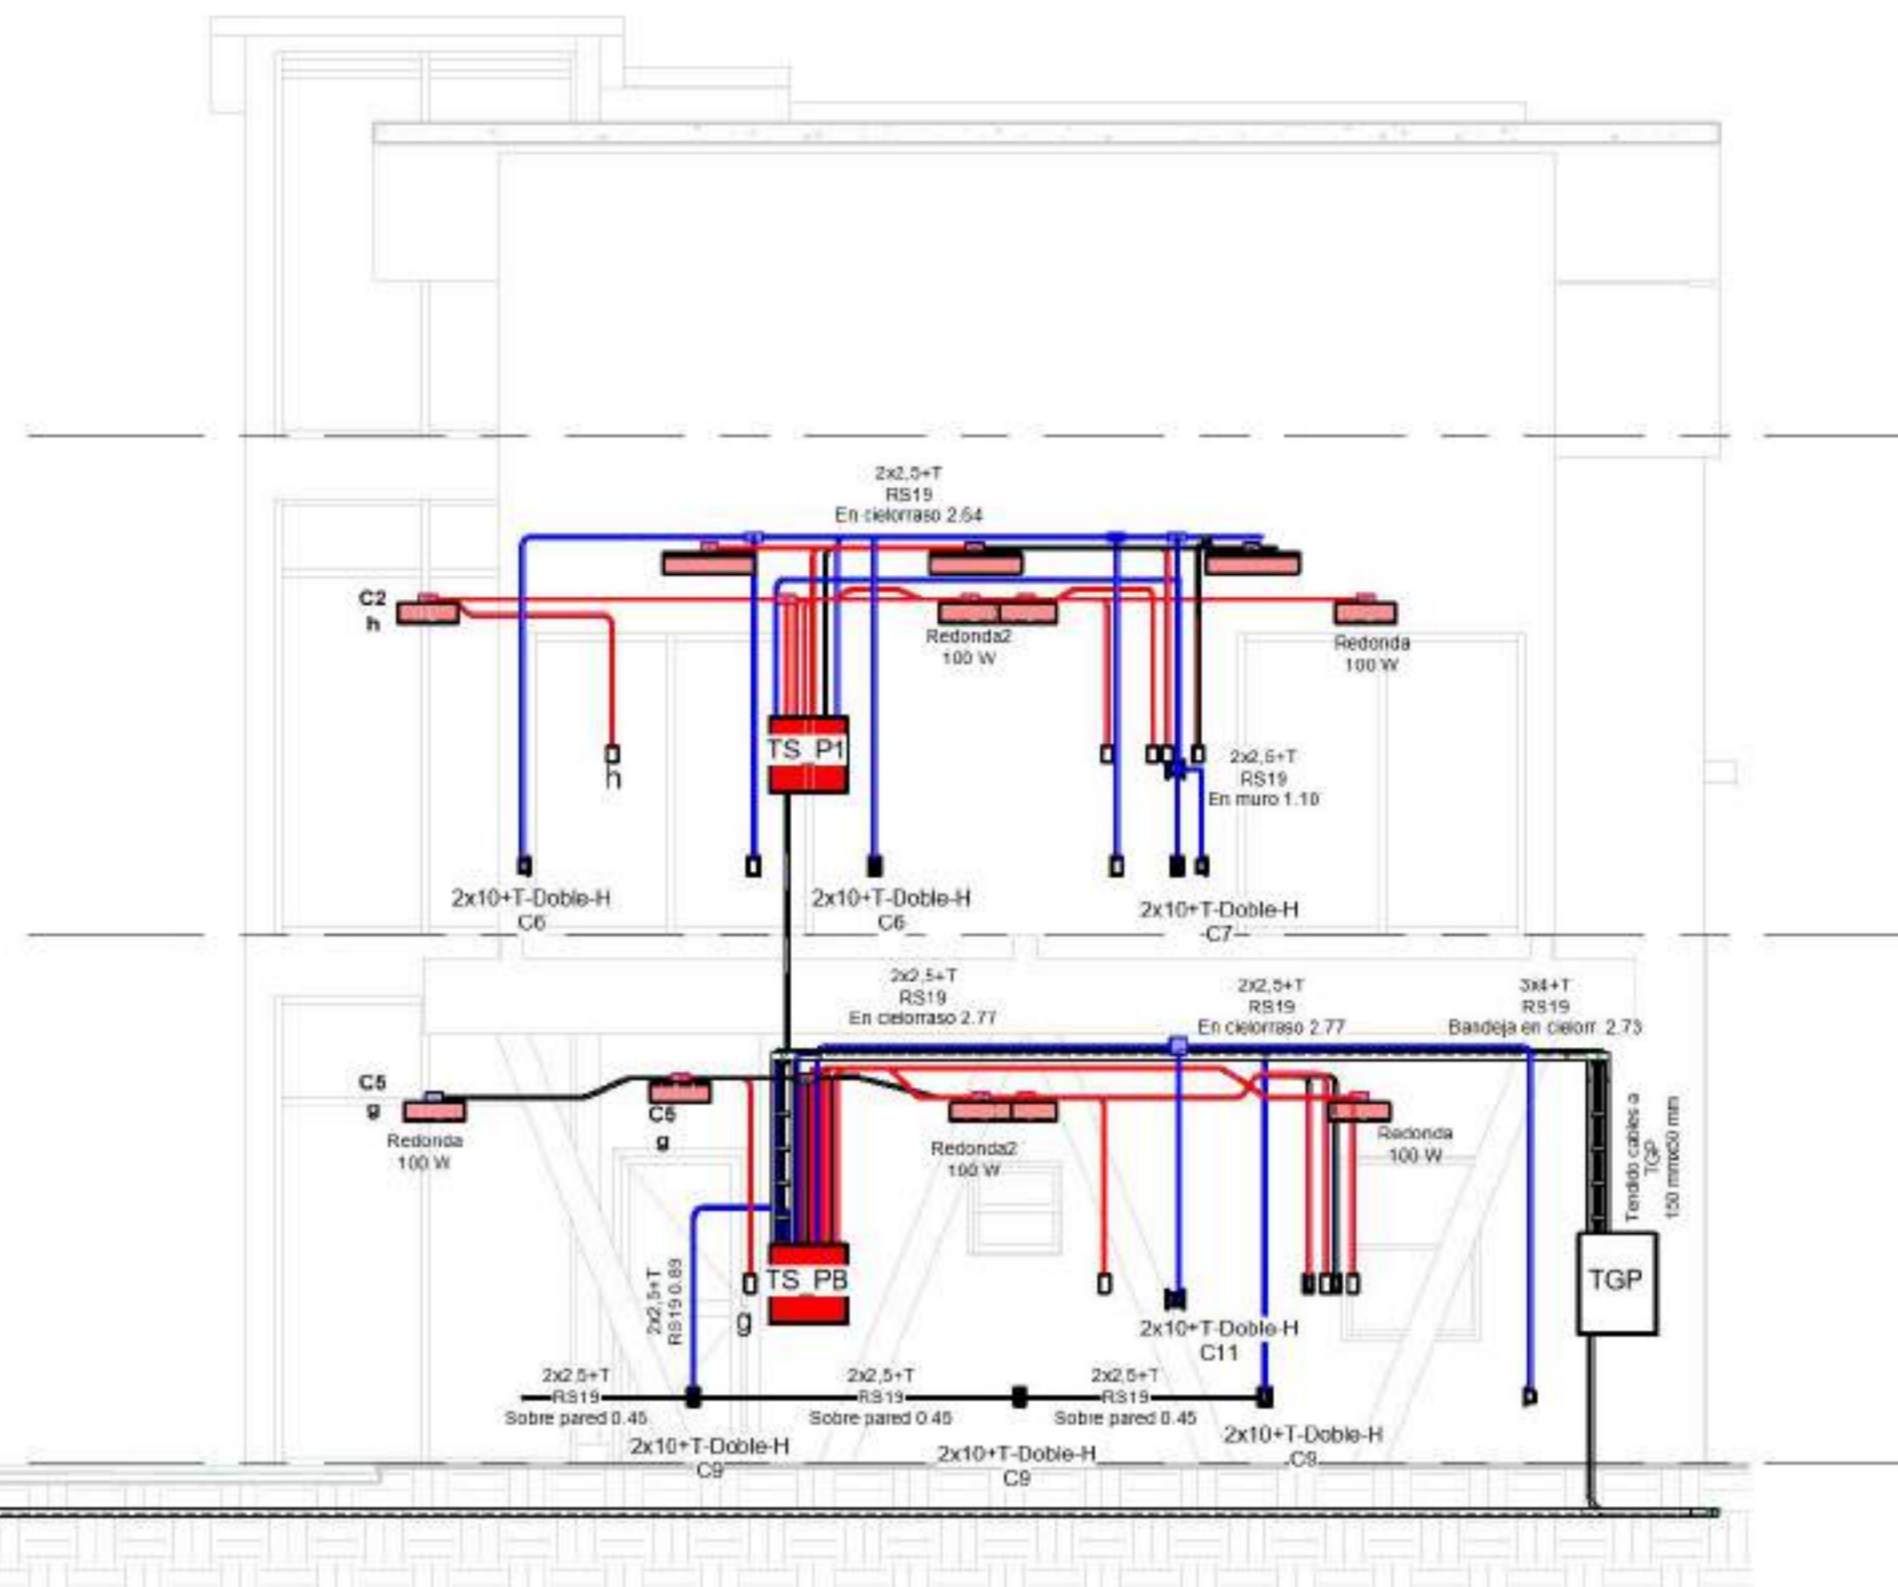 2x2,5+T
RS19
En cielorraso 2.64
C2
h
Redonda2
100 W
Redonda
100 W
TS P1
h
2x2,5+T
RS19
En muro 1.10
2x10+T-Doble-H
C6
2x10+T-Doble-H
C6
2x10+T-Doble-H
C7
2x2,5+T
RS19
En cielorraso 2.77
2x2,5+T
RS19
En cielorraso 2.77
3x4+T
RS19
Bandeja en cielorr. 2.73
C5
g
Redonda
100 W
C5
g
Redonda2
100 W
Redonda
100 W
Tendido cables a
TGP
150 mmx50 mm
2x2,5+T
RS19 0.89
g
TS PB
TGP
2x10+T-Doble-H
C11
2x2,5+T
RS19
Sobre pared 0.45
2x2,5+T
RS19
Sobre pared 0.45
2x2,5+T
RS19
Sobre pared 0.45
2x10+T-Doble-H
C9
2x10+T-Doble-H
C9
2x10+T-Doble-H
C9